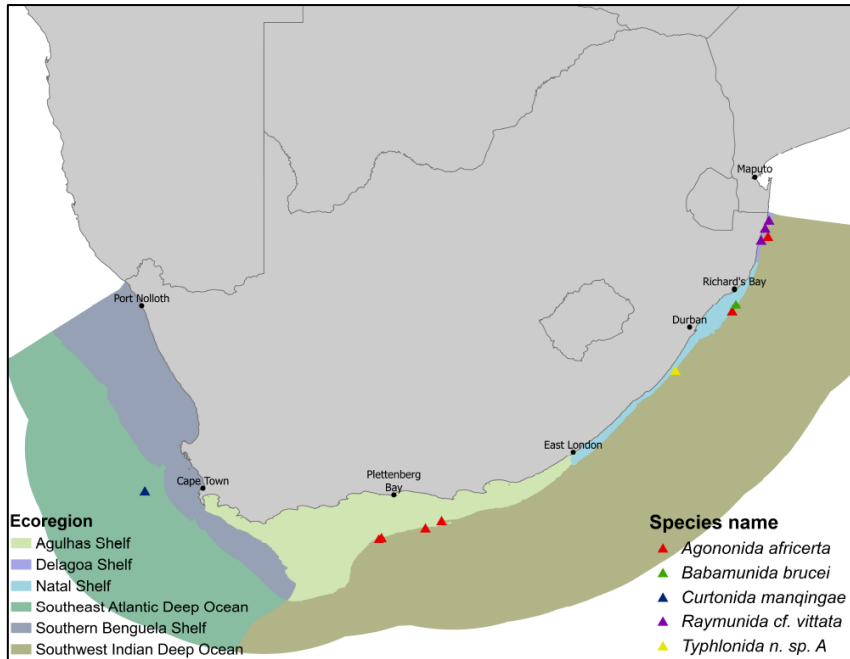 Maputo
Richard's Bay
Port Nolloth
Durban
East London
Plettenberg
Bay
Cape Town
Ecoregion
Agulhas Shelf
Delagoa Shelf
Natal Shelf
Southeast Atlantic Deep Ocean
Southern Benguela Shelf
Southwest Indian Deep Ocean
Species name
Agononida africerta
Babamunida brucei
Curtonida manqingae
Raymunida cf. vittata
Typhlonida n. sp. A